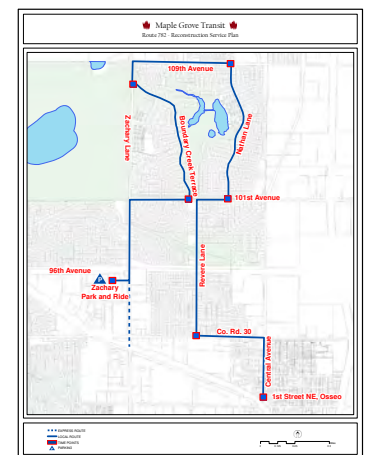 Maple Grove Transit
Route 782 - Reconstruction Service Plan
109th Avenue
Zachary Lane
Boundary Creek Terrace
Nathan Lane
101st Avenue
Revere Lane
96th Avenue
P
Zachary
Park and Ride
Co. Rd. 30
Central Avenue
1st Street NE, Osseo
EXPRESS ROUTE
LOCAL ROUTE
TIME POINTS
PARKING